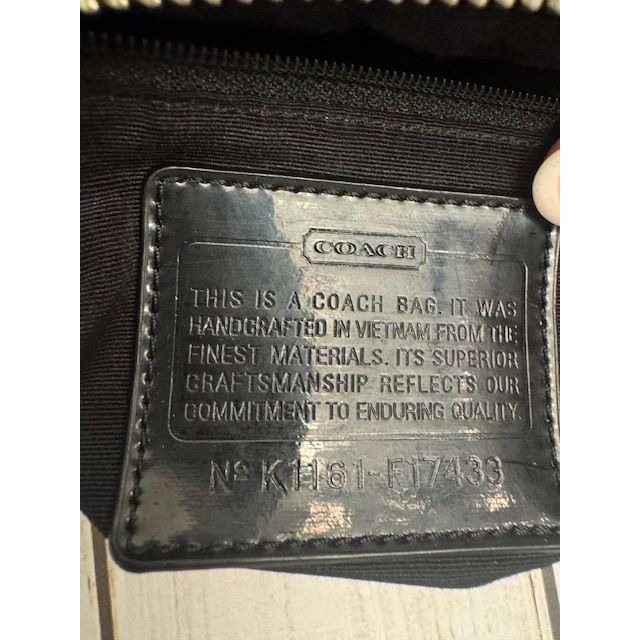 COACH
THIS IS A COACH BAG. IT WAS
HANDCRAFTED IN VIETNAM FROM THE
FINEST MATERIALS. ITS SUPERIOR
CRAFTSMANSHIP REFLECTS OUR
COMMITMENT TO ENDURING QUALITY.
Nº K1161-F17433